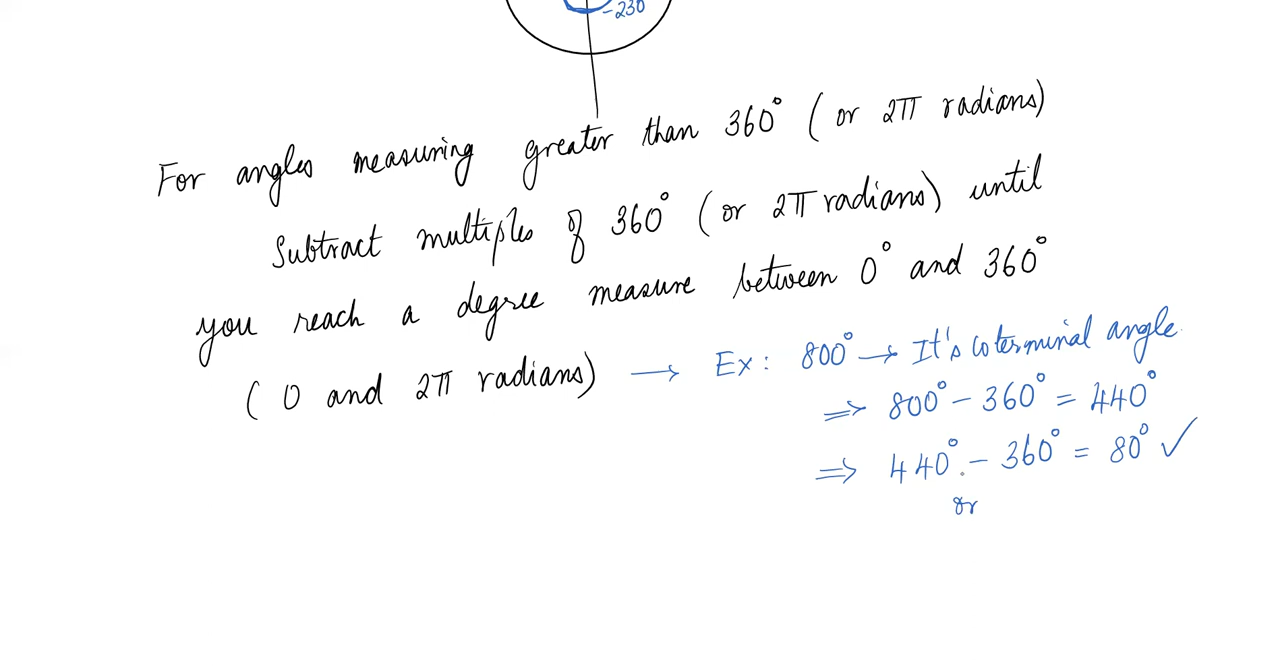 -230
For angles measuring greater than 360° (or 2π radians)
Subtract multiples of 360° (or 2π radians) until
you reach a degree measure between 0° and 360°
(0 and 2π radians) → Ex: 800° → It's coterminal angle.
⇒ 800° - 360° = 440°
⇒ 440°. - 360° = 80° ✓
or